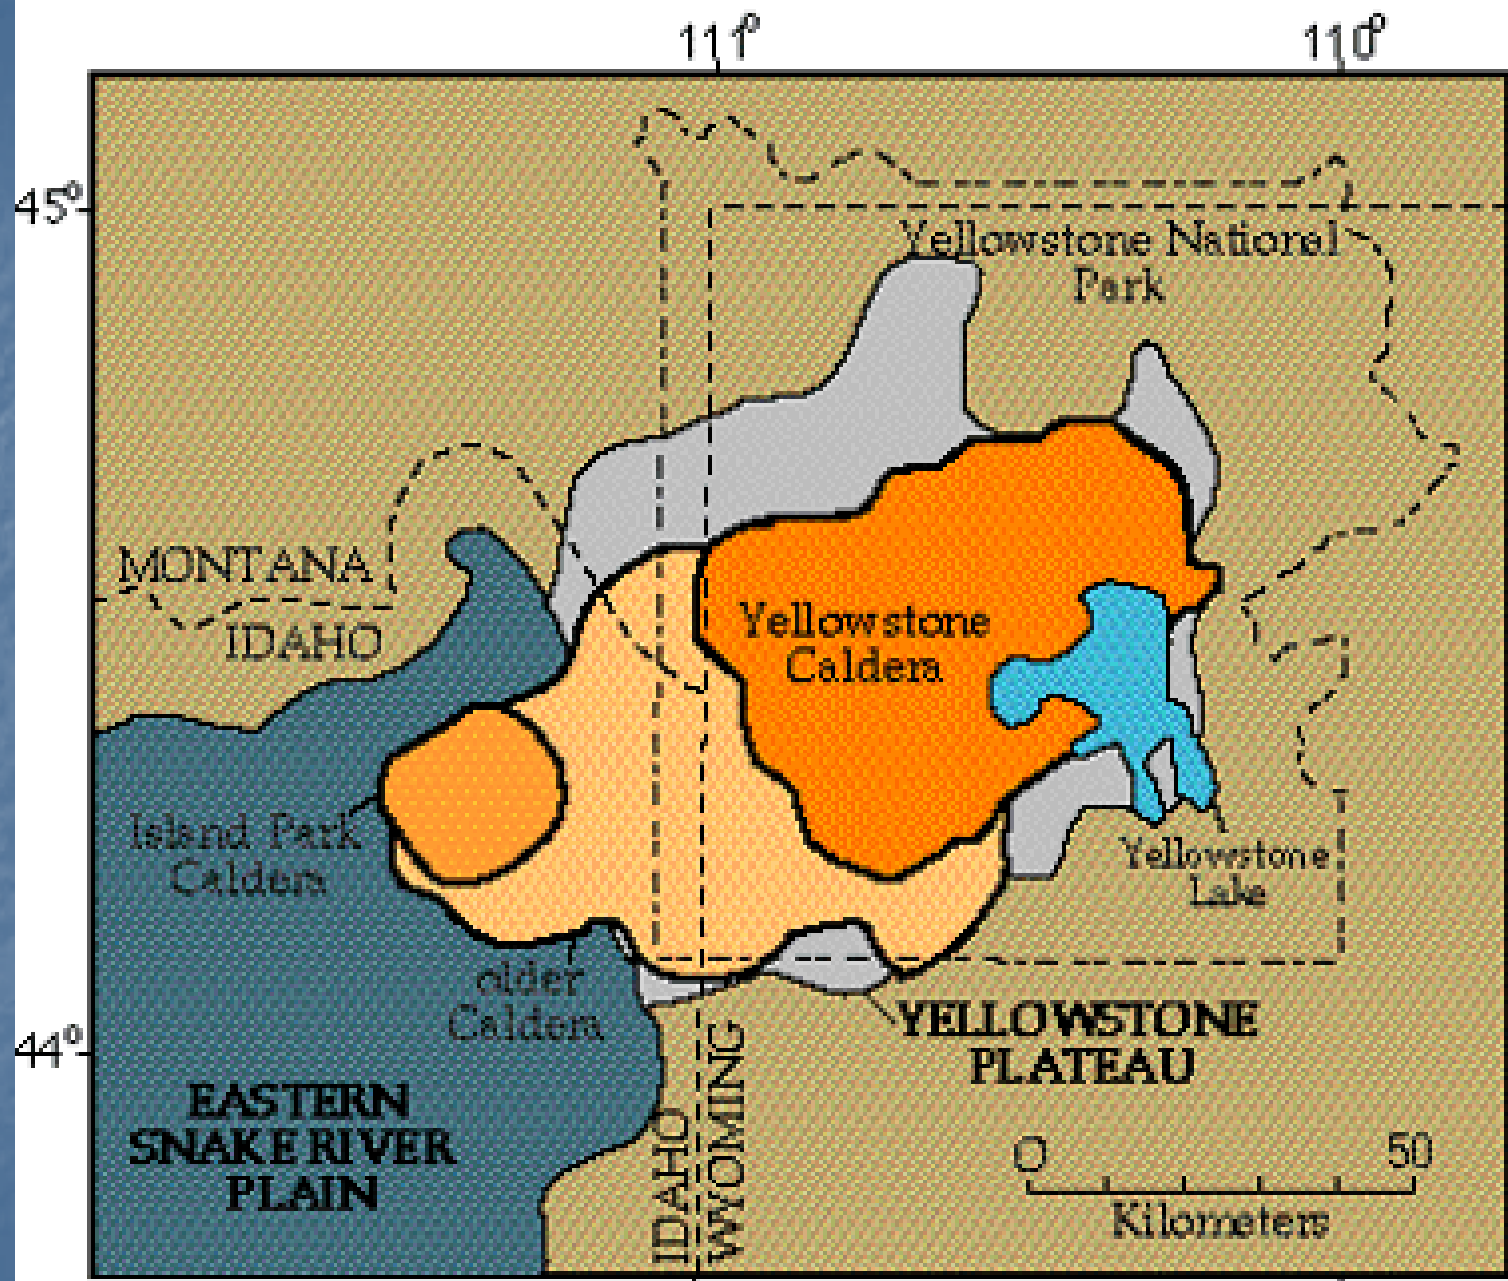 111°
110°
45°
Yellowstone National
Park
MONTANA
IDAHO
Yellowstone
Caldera
Island Park
Caldera
Yellowstone
Lake
older
Caldera
YELLOWSTONE
PLATEAU
44°
EASTERN
SNAKE RIVER
PLAIN
IDAHO
WYOMING
0 50
Kilometers